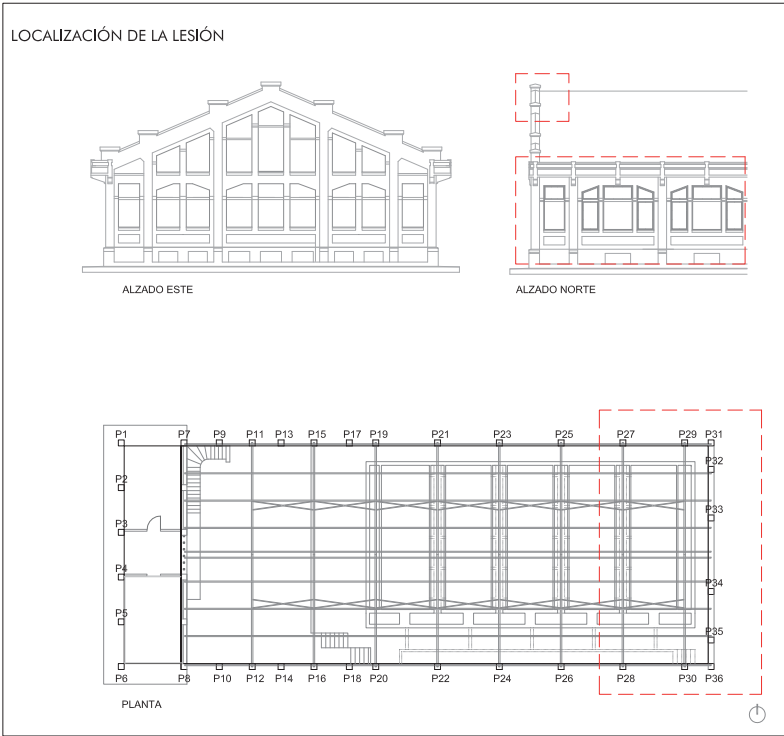 LOCALIZACIÓN DE LA LESIÓN
ALZADO ESTE
ALZADO NORTE
P1 P7 P9 P11 P13 P15 P17 P19 P21 P23 P25 P27 P29 P31
P32
P2
P33
P3
P4
P34
P5
P35
P6 P8 P10 P12 P14 P16 P18 P20 P22 P24 P26 P28 P30 P36
PLANTA